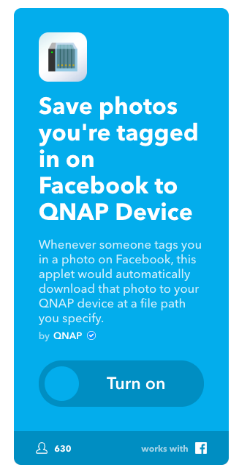 Save photos
you're tagged
in on
Facebook to
QNAP Device
Whenever someone tags you
in a photo on Facebook, this
applet would automatically
download that photo to your
QNAP device at a file path
you specify.
by QNAP
Turn on
630 works with